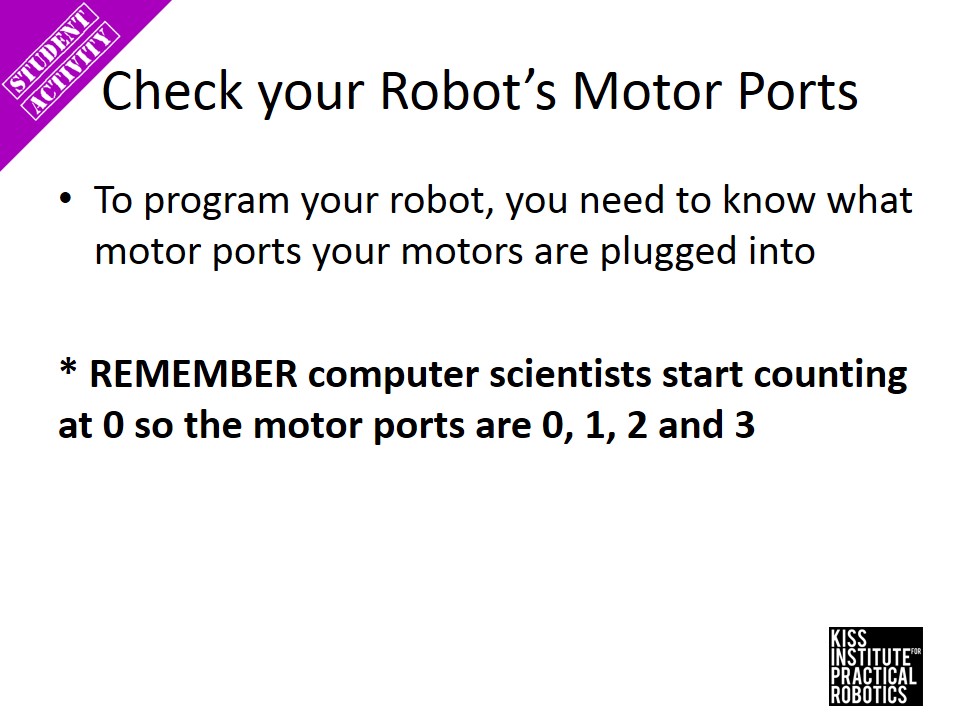 STUDENT
ACTIVITY
Check your Robot’s Motor Ports
• To program your robot, you need to know what
motor ports your motors are plugged into
* REMEMBER computer scientists start counting
at 0 so the motor ports are 0, 1, 2 and 3
KISS
INSTITUTE FOR
PRACTICAL
ROBOTICS